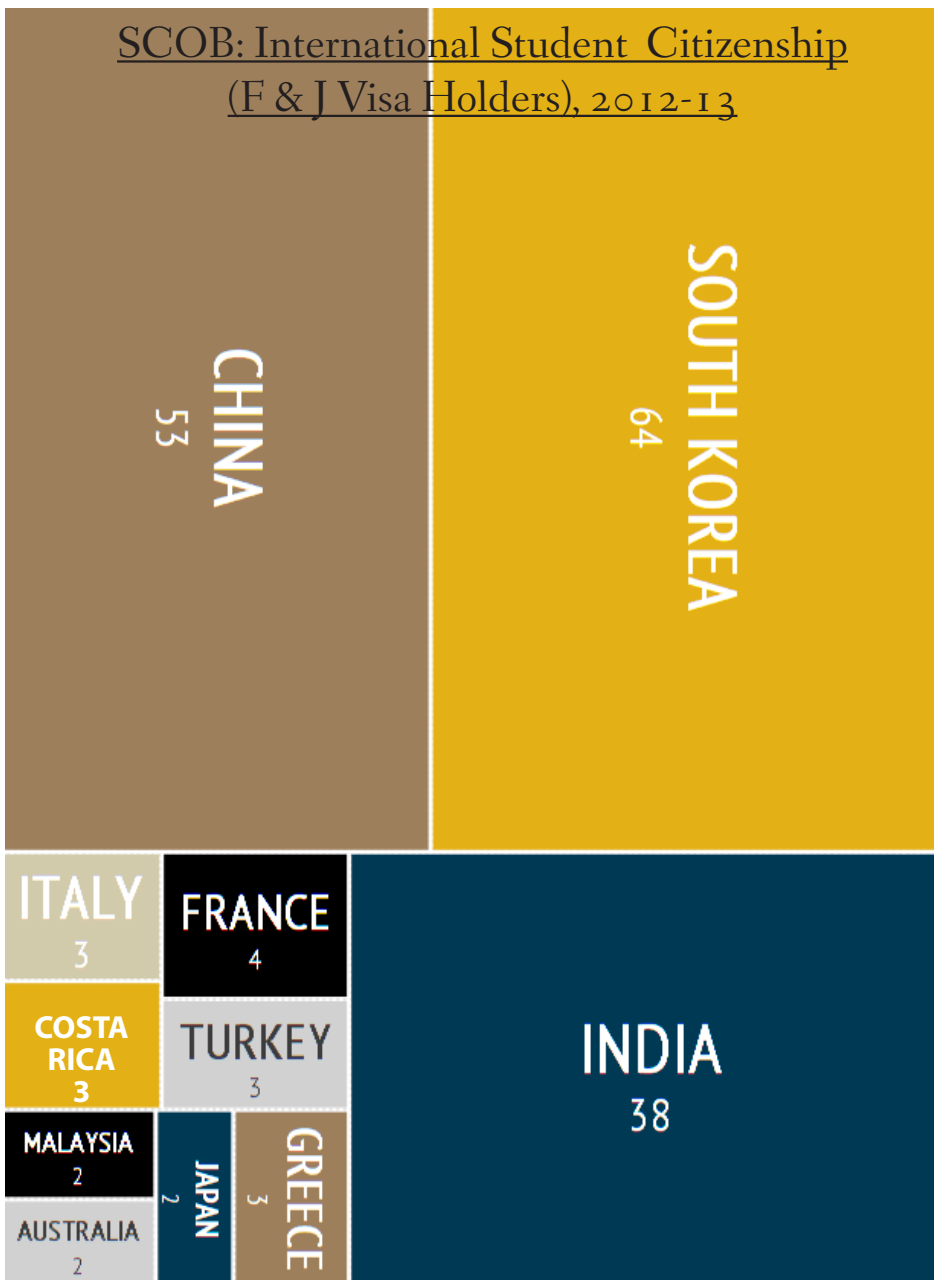 SCOB: International Student Citizenship
(F & J Visa Holders), 2012-13
CHINA
53
SOUTH KOREA
64
ITALY
3
FRANCE
4
COSTA
RICA
3
TURKEY
3
INDIA
38
MALAYSIA
2
JAPAN
2
GREECE
3
AUSTRALIA
2